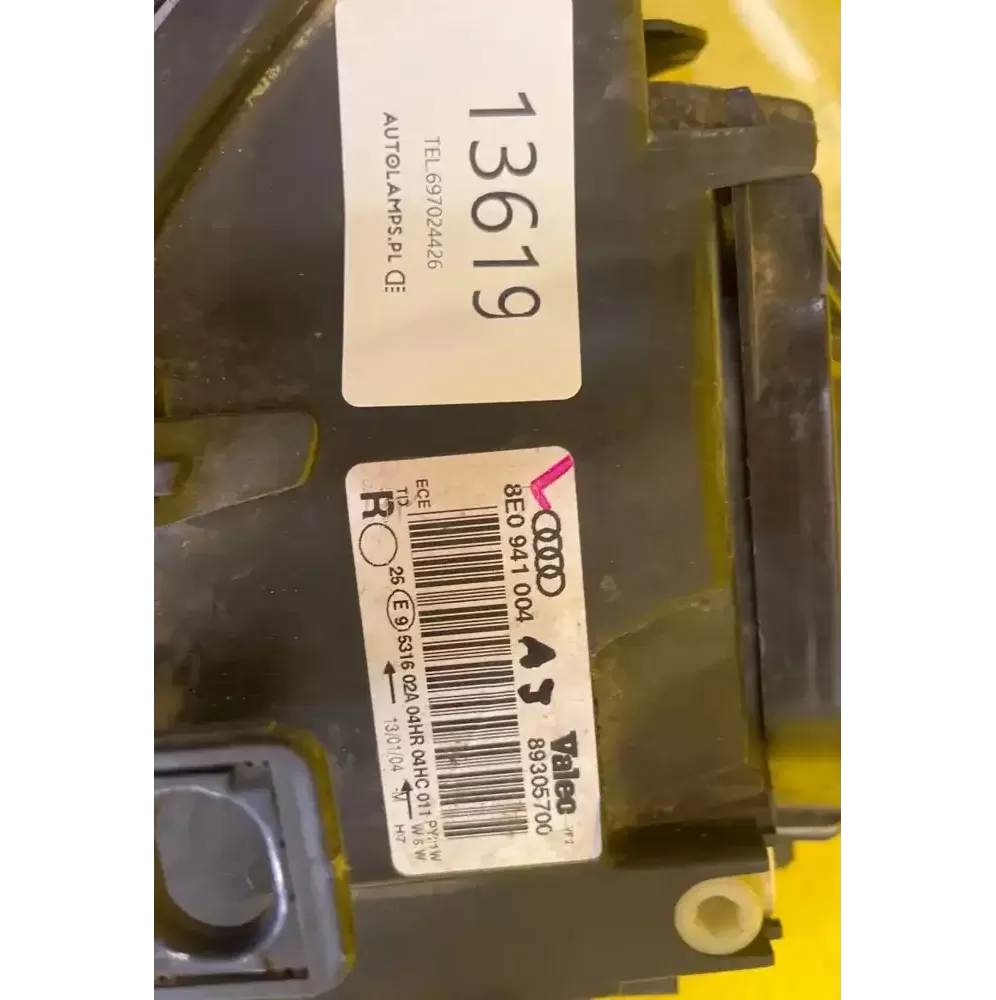 13619
TEL.697024426
AUTOLAMPS.PL
8E0 941 004
Valeo
89305700
ECE
TD
R
25 E 9 5316 02A 04HR 04HC 011 PY21W
W5W
13/01/04
H7